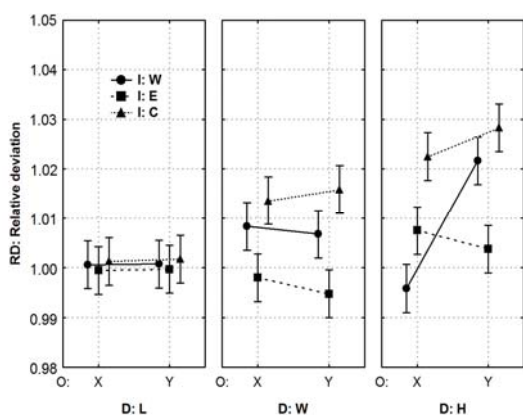 RD: Relative deviation
1.05
1.04
1.03
1.02
1.01
1.00
0.99
0.98
I: W
I: E
I: C
O: X Y O: X Y O: X Y
D: L D: W D: H